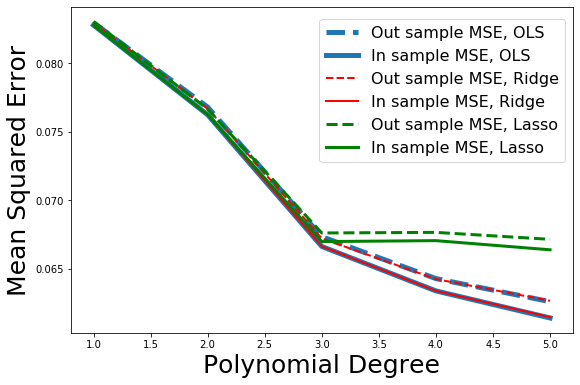 Out sample MSE, OLS
In sample MSE, OLS
Out sample MSE, Ridge
In sample MSE, Ridge
Out sample MSE, Lasso
In sample MSE, Lasso
Mean Squared Error
0.080
0.075
0.070
0.065
1.0 1.5 2.0 2.5 3.0 3.5 4.0 4.5 5.0
Polynomial Degree